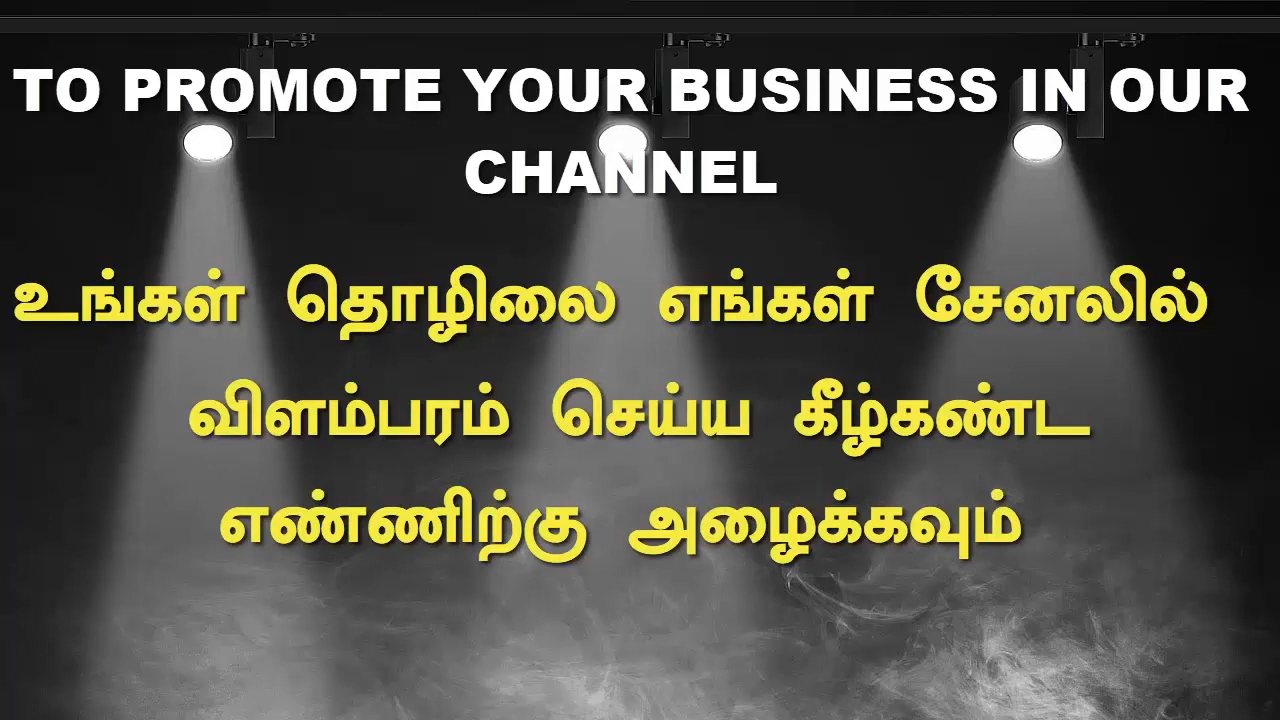 TO PROMOTE YOUR BUSINESS IN OUR
CHANNEL
உங்கள் தொழிலை எங்கள் சேனலில்
விளம்பரம் செய்ய கீழ்கண்ட
எண்ணிற்கு அழைக்கவும்